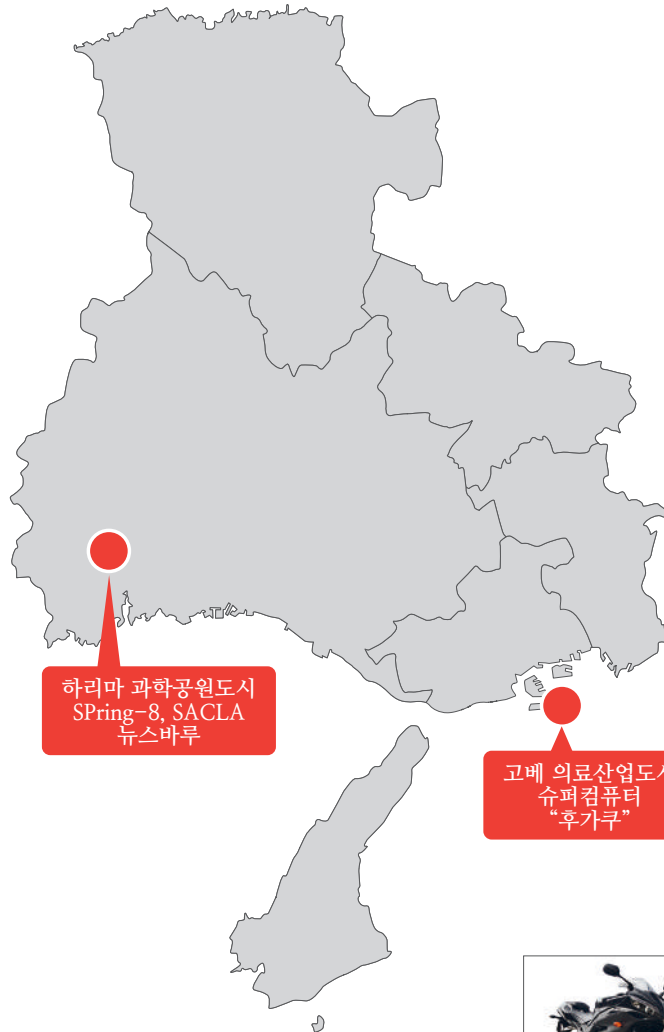 하리마 과학공원도시
SPring-8, SACLA
뉴스바루
고베 의료산업도시
슈퍼컴퓨터
“후가쿠”